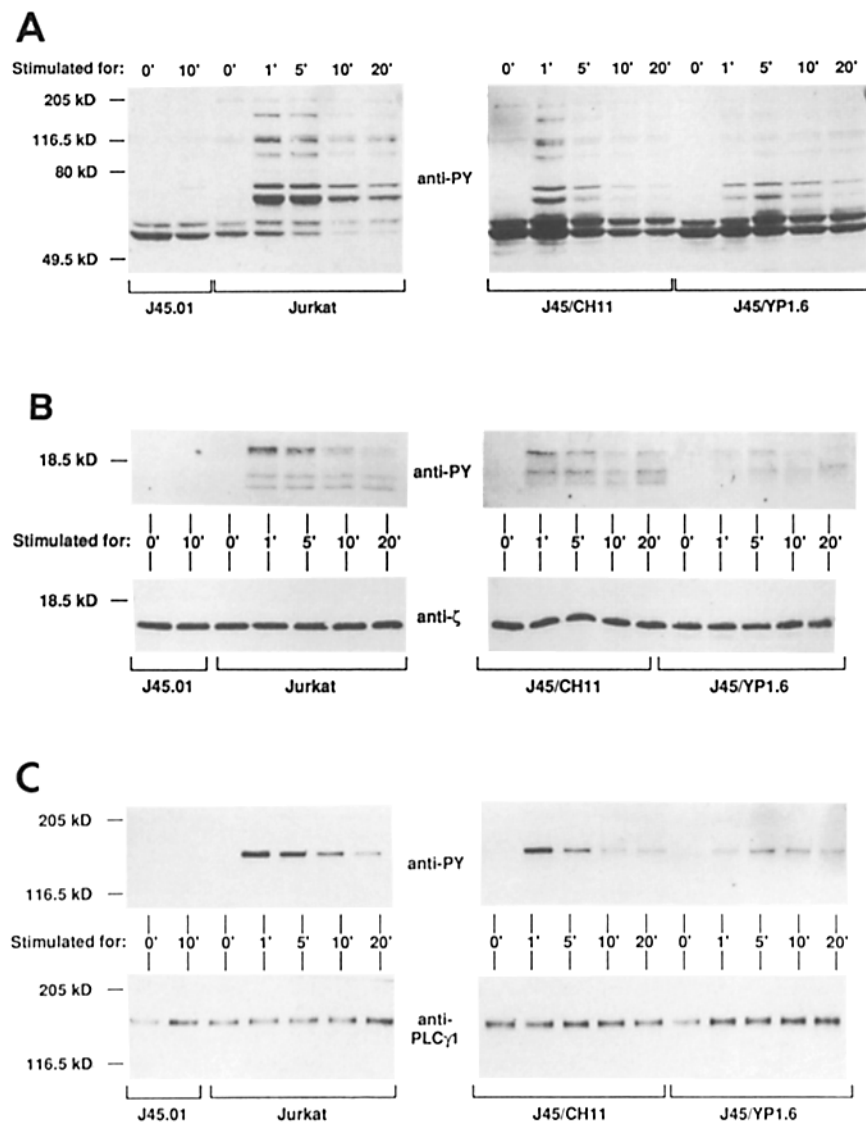 A
Stimulated for: 0' 10' 0' 1' 5' 10' 20' 0' 1' 5' 10' 20' 0' 1' 5' 10' 20'
205 kD
116.5 kD
80 kD
anti-PY
49.5 kD
J45.01 Jurkat J45/CH11 J45/YP1.6
B
18.5 kD
anti-PY
Stimulated for: 0' 10' 0' 1' 5' 10' 20' 0' 1' 5' 10' 20' 0' 1' 5' 10' 20'
18.5 kD
anti-ζ
J45.01 Jurkat J45/CH11 J45/YP1.6
C
205 kD
anti-PY
116.5 kD
Stimulated for: 0' 10' 0' 1' 5' 10' 20' 0' 1' 5' 10' 20' 0' 1' 5' 10' 20'
205 kD
anti-
PLCγ1
116.5 kD
J45.01 Jurkat J45/CH11 J45/YP1.6